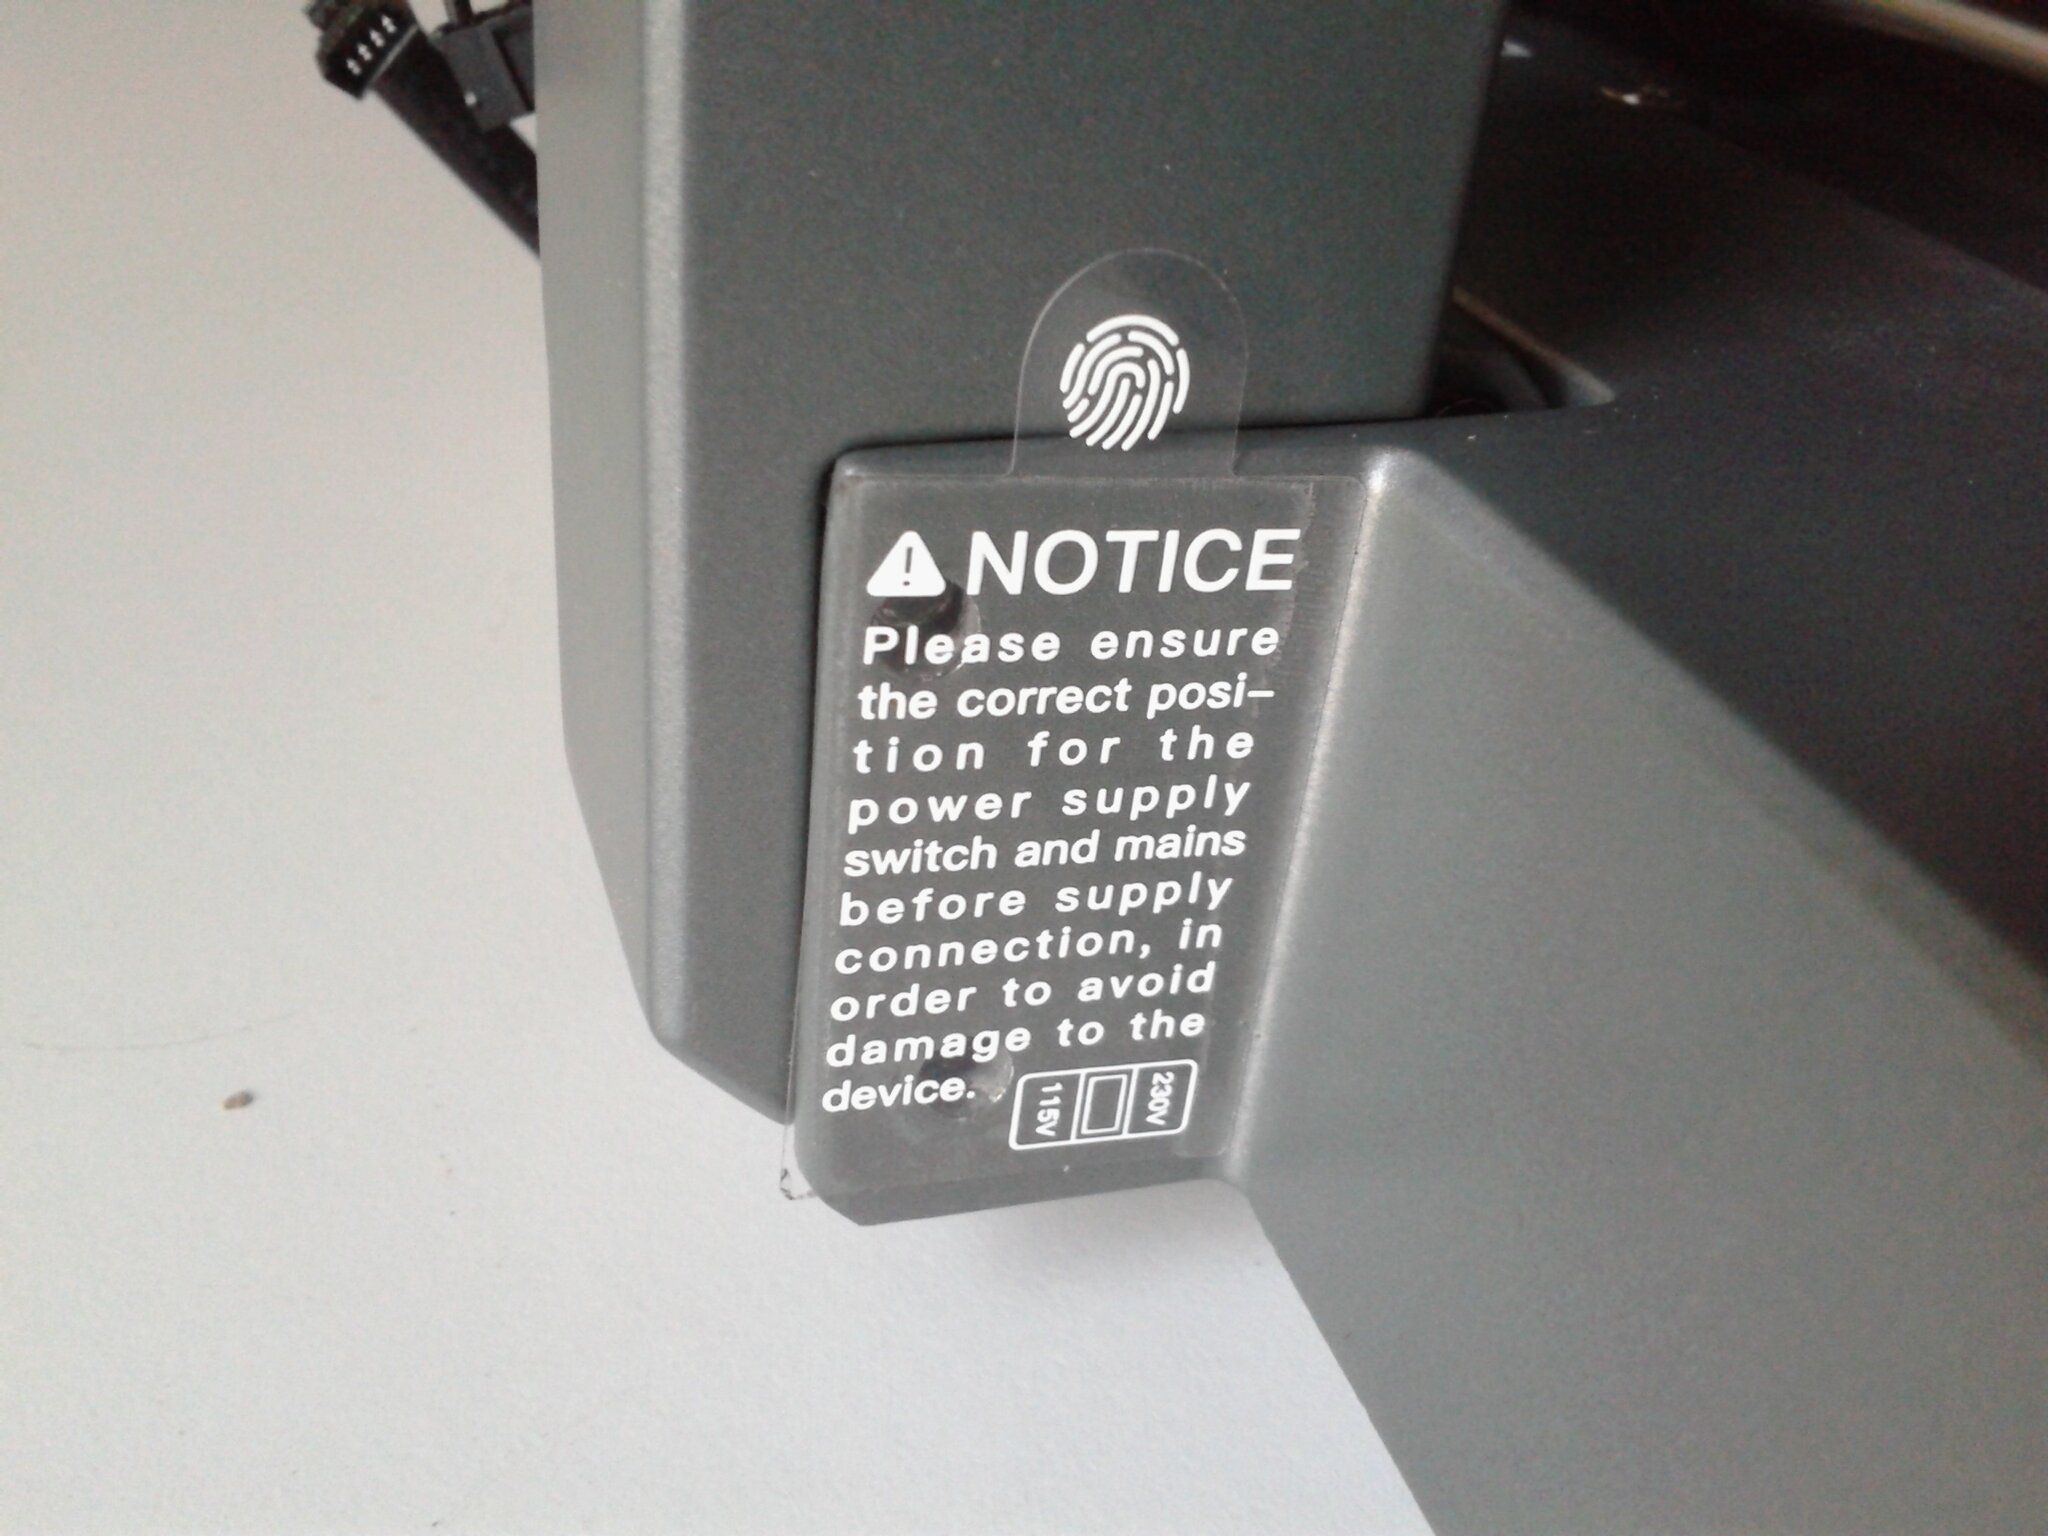 NOTICE
Please ensure
the correct posi-
tion for the
power supply
switch and mains
before supply
connection, in
order to avoid
damage to the
device.
115V
230V